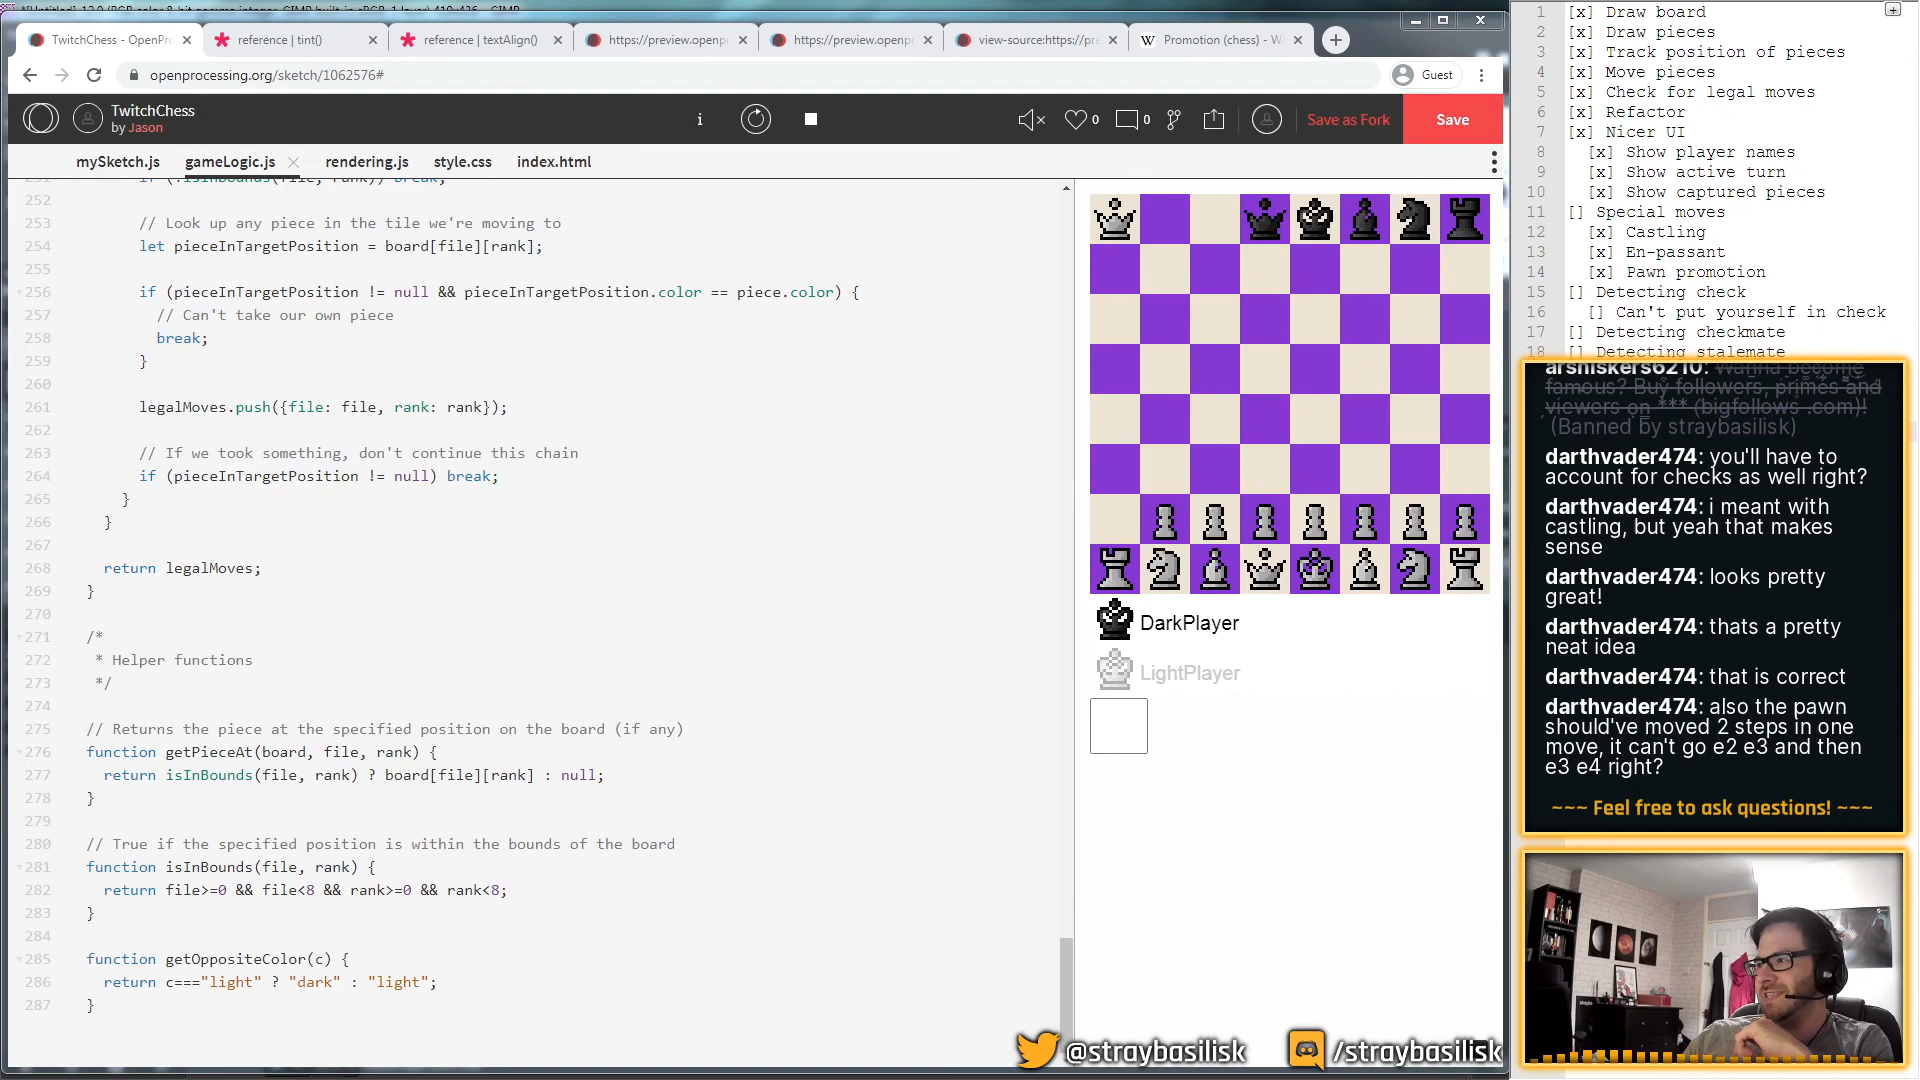 TwitchChess - OpenPro
reference | tint()
reference | textAlign()
https://preview.openpr
https://preview.openpr
view-source:https://pre
Promotion (chess) - Wi
openprocessing.org/sketch/1062576#
Guest
TwitchChess
by Jason
0
0
Save as Fork
Save
mySketch.js
gameLogic.js
rendering.js
style.css
index.html
252
253 // Look up any piece in the tile we're moving to
254 let pieceInTargetPosition = board[file][rank];
255
256 if (pieceInTargetPosition != null && pieceInTargetPosition.color == piece.color) {
257 // Can't take our own piece
258 break;
259 }
260
261 legalMoves.push({file: file, rank: rank});
262
263 // If we took something, don't continue this chain
264 if (pieceInTargetPosition != null) break;
265 }
266 }
267
268 return legalMoves;
269 }
270
271 /*
272 * Helper functions
273 */
274
275 // Returns the piece at the specified position on the board (if any)
276 function getPieceAt(board, file, rank) {
277 return isInBounds(file, rank) ? board[file][rank] : null;
278 }
279
280 // True if the specified position is within the bounds of the board
281 function isInBounds(file, rank) {
282 return file>=0 && file<8 && rank>=0 && rank<8;
283 }
284
285 function getOppositeColor(c) {
286 return c==="light" ? "dark" : "light";
287 }
DarkPlayer
LightPlayer
@straybasilisk
/straybasilisk
1 [x] Draw board
2 [x] Draw pieces
3 [x] Track position of pieces
4 [x] Move pieces
5 [x] Check for legal moves
6 [x] Refactor
7 [x] Nicer UI
8 [x] Show player names
9 [x] Show active turn
10 [x] Show captured pieces
11 [] Special moves
12 [x] Castling
13 [x] En-passant
14 [x] Pawn promotion
15 [] Detecting check
16 [] Can't put yourself in check
17 [] Detecting checkmate
18 [] Detecting stalemate
arshiskers6210: Wanna become
famous? Buy followers, primes and
viewers on *** (bigfollows .com)!
(Banned by straybasilisk)
darthvader474: you'll have to
account for checks as well right?
darthvader474: i meant with
castling, but yeah that makes
sense
darthvader474: looks pretty
great!
darthvader474: thats a pretty
neat idea
darthvader474: that is correct
darthvader474: also the pawn
should've moved 2 steps in one
move, it can't go e2 e3 and then
e3 e4 right?
~~~ Feel free to ask questions! ~~~